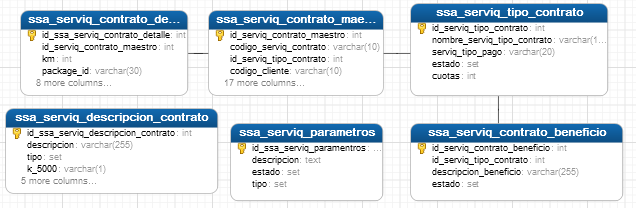 ssa_serviq_contrato_de...
id_ssa_serviq_contrato_detalle: int
id_serviq_contrato_maestro: int
km: int
package_id: varchar(30)
8 more columns...
ssa_serviq_contrato_mae...
id_serviq_contrato_maestro: int
codigo_serviq_contrato: varchar(10)
id_serviq_tipo_contrato: int
codigo_cliente: varchar(10)
17 more columns...
ssa_serviq_tipo_contrato
id_serviq_tipo_contrato: int
nombre_serviq_tipo_contrato: varchar(1...
serviq_tipo_pago: varchar(20)
estado: set
cuotas: int
ssa_serviq_descripcion_contrato
id_ssa_serviq_descripcion_contrato: int
descripcion: varchar(255)
tipo: set
k_5000: varchar(1)
5 more columns...
ssa_serviq_parametros
id_ssa_serviq_paramentros: ...
descripcion: text
estado: set
tipo: set
ssa_serviq_contrato_beneficio
id_serviq_contrato_beneficio: int
id_serviq_tipo_contrato: int
descripcion_beneficio: varchar(255)
estado: set